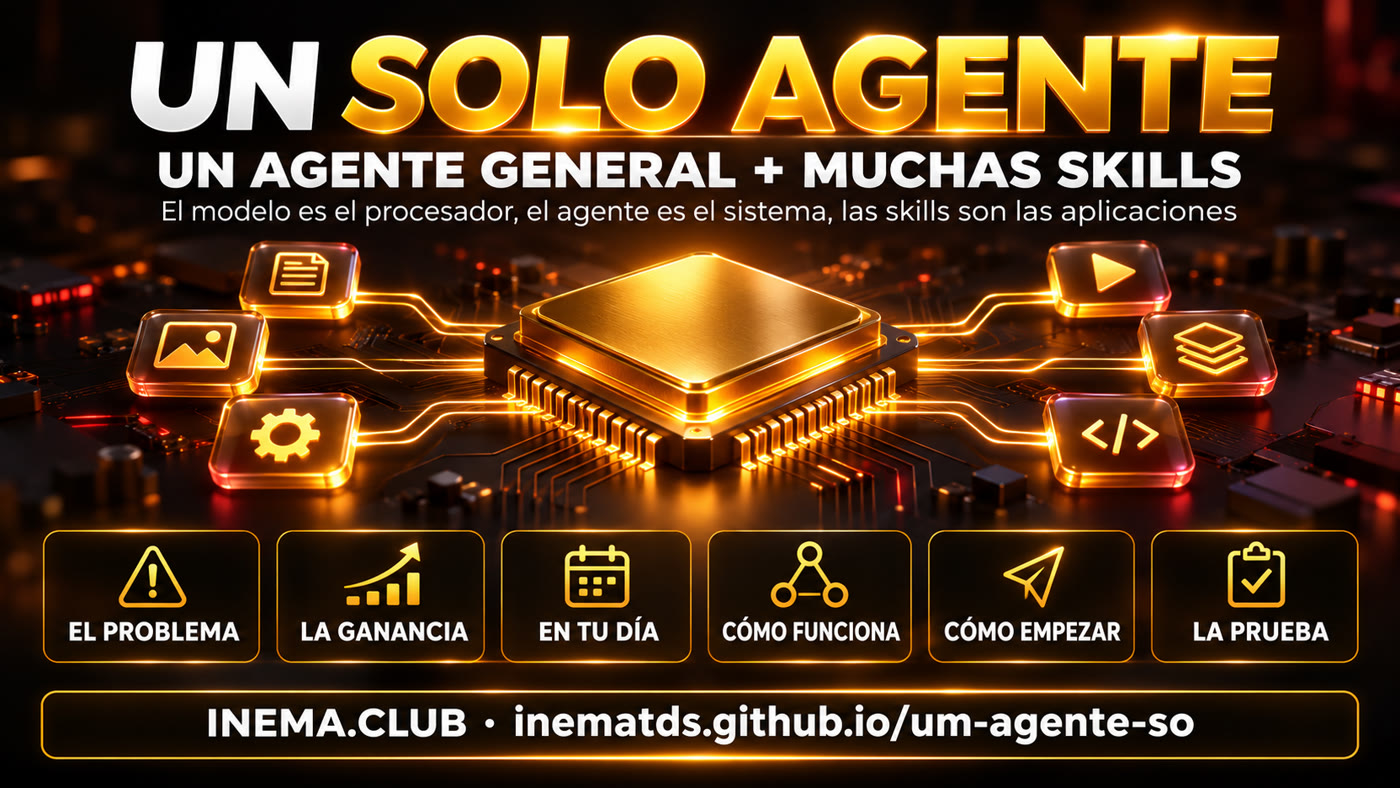 UN SOLO AGENTE
UN AGENTE GENERAL + MUCHAS SKILLS
El modelo es el procesador, el agente es el sistema, las skills son las aplicaciones
</>
EL PROBLEMA
LA GANANCIA
EN TU DÍA
CÓMO FUNCIONA
CÓMO EMPEZAR
LA PRUEBA
INEMA.CLUB • inematds.github.io/um-agente-so